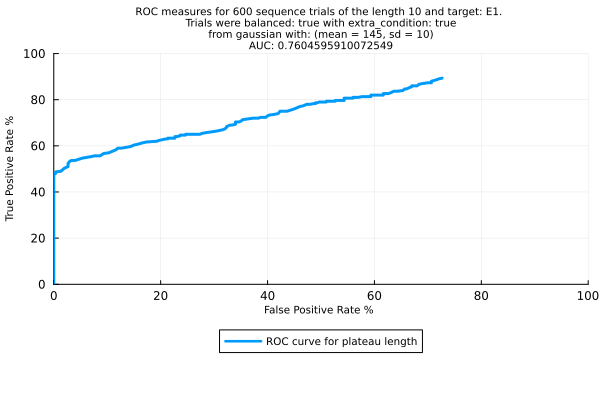 ROC measures for 600 sequence trials of the length 10 and target: E1.
Trials were balanced: true with extra_condition: true
from gaussian with: (mean = 145, sd = 10)
AUC: 0.7604595910072549
100
80
60
40
20
0
True Positive Rate %
0 20 40 60 80 100
False Positive Rate %
ROC curve for plateau length